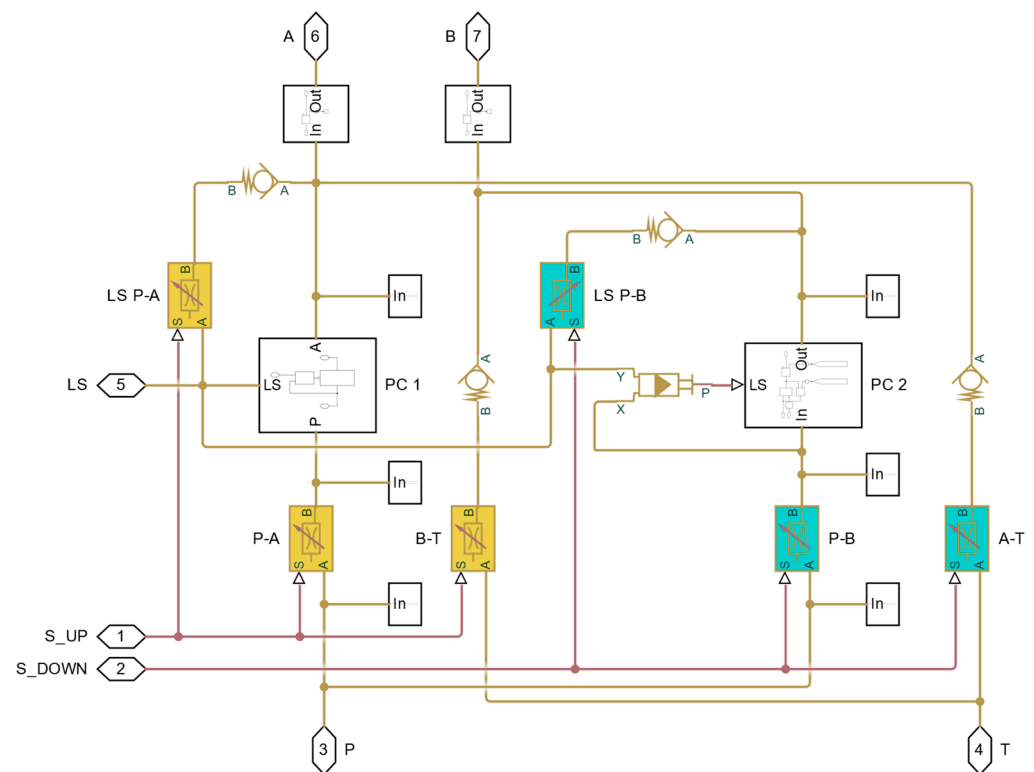 A 6 B 7
Out Out
In In
B A
B A
B LS P-A B LS P-B In In
S A A S
A Out
LS 5 LS PC 1 Y P LS PC 2 A A
P X In B B
In In
B B B B
P-A B-T P-B A-T
S A S A S A S A
In In
S_UP 1
S_DOWN 2
3 P 4 T